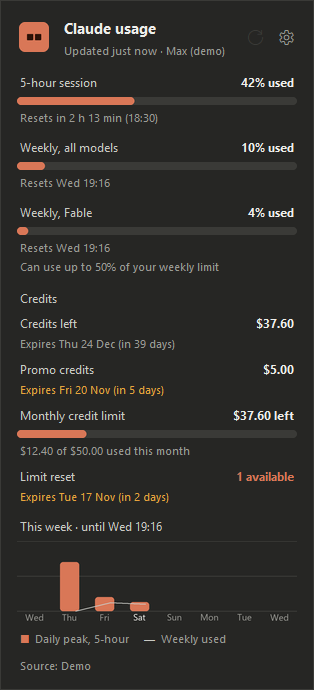 Claude usage
Updated just now · Max (demo)
5-hour session 42% used
Resets in 2 h 13 min (18:30)
Weekly, all models 10% used
Resets Wed 19:16
Weekly, Fable 4% used
Resets Wed 19:16
Can use up to 50% of your weekly limit
Credits
Credits left $37.60
Expires Thu 24 Dec (in 39 days)
Promo credits $5.00
Expires Fri 20 Nov (in 5 days)
Monthly credit limit $37.60 left
$12.40 of $50.00 used this month
Limit reset 1 available
Expires Tue 17 Nov (in 2 days)
This week · until Wed 19:16
Wed Thu Fri Sat Sun Mon Tue Wed
Daily peak, 5-hour — Weekly used
Source: Demo